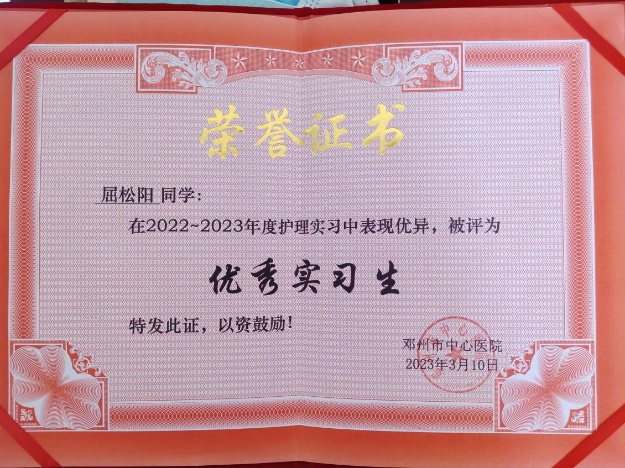 荣誉证书
屈松阳 同学：
在2022~2023年度护理实习中表现优异，被评为
优秀实习生
特发此证，以资鼓励！
邓州市中心医院
2023年3月10日